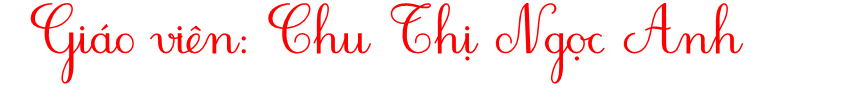 Giáo viên: Chu Thị Ngọc Anh